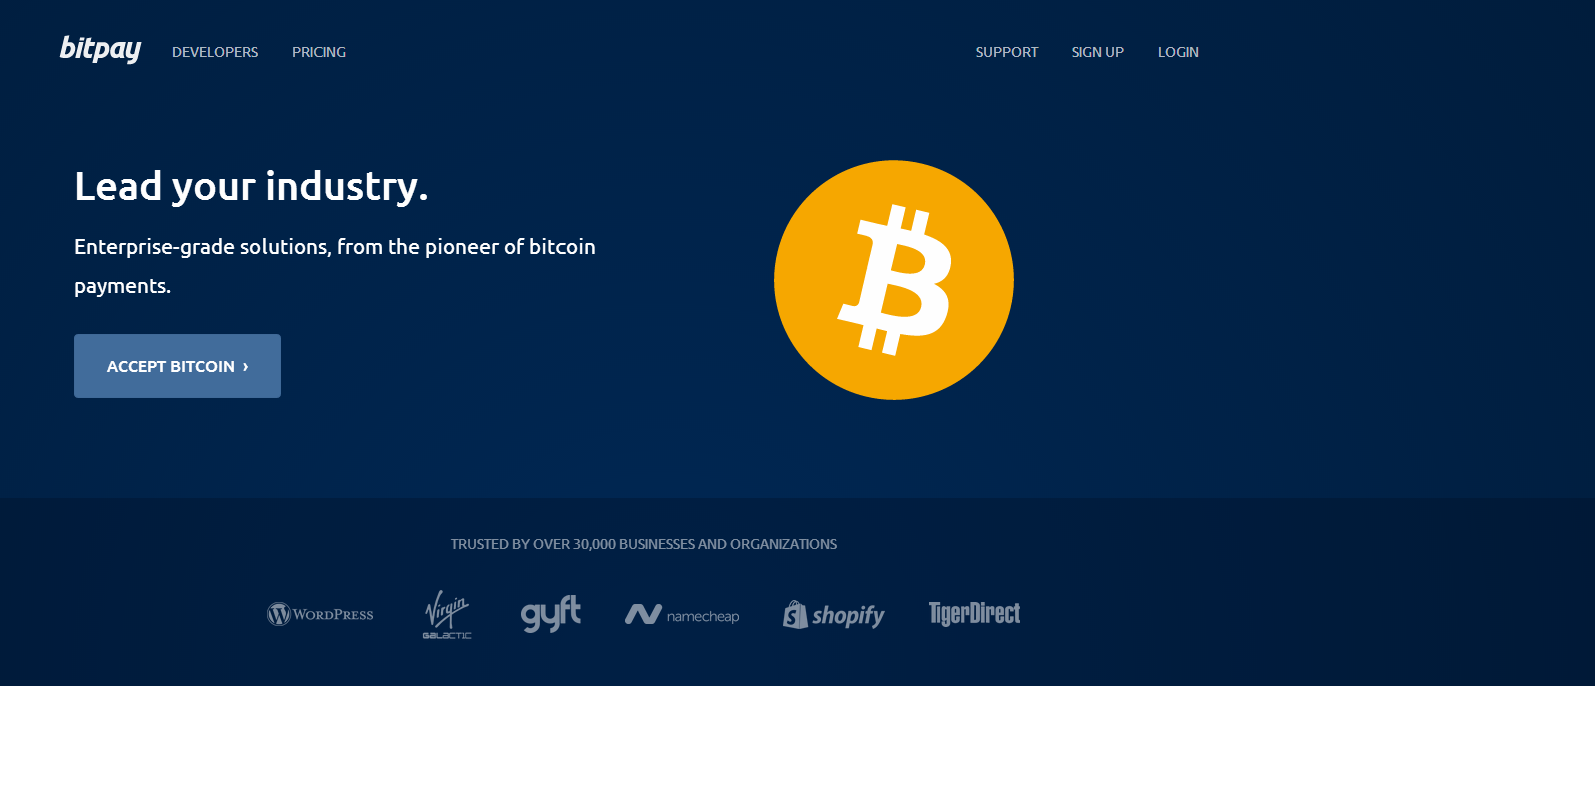 bitpay DEVELOPERS PRICING SUPPORT SIGN UP LOGIN
Lead your industry.
Enterprise-grade solutions, from the pioneer of bitcoin
payments.
ACCEPT BITCOIN ›
TRUSTED BY OVER 30,000 BUSINESSES AND ORGANIZATIONS
WORDPRESS
Virgin
GALACTIC
gyft
namecheap
shopify
TigerDirect